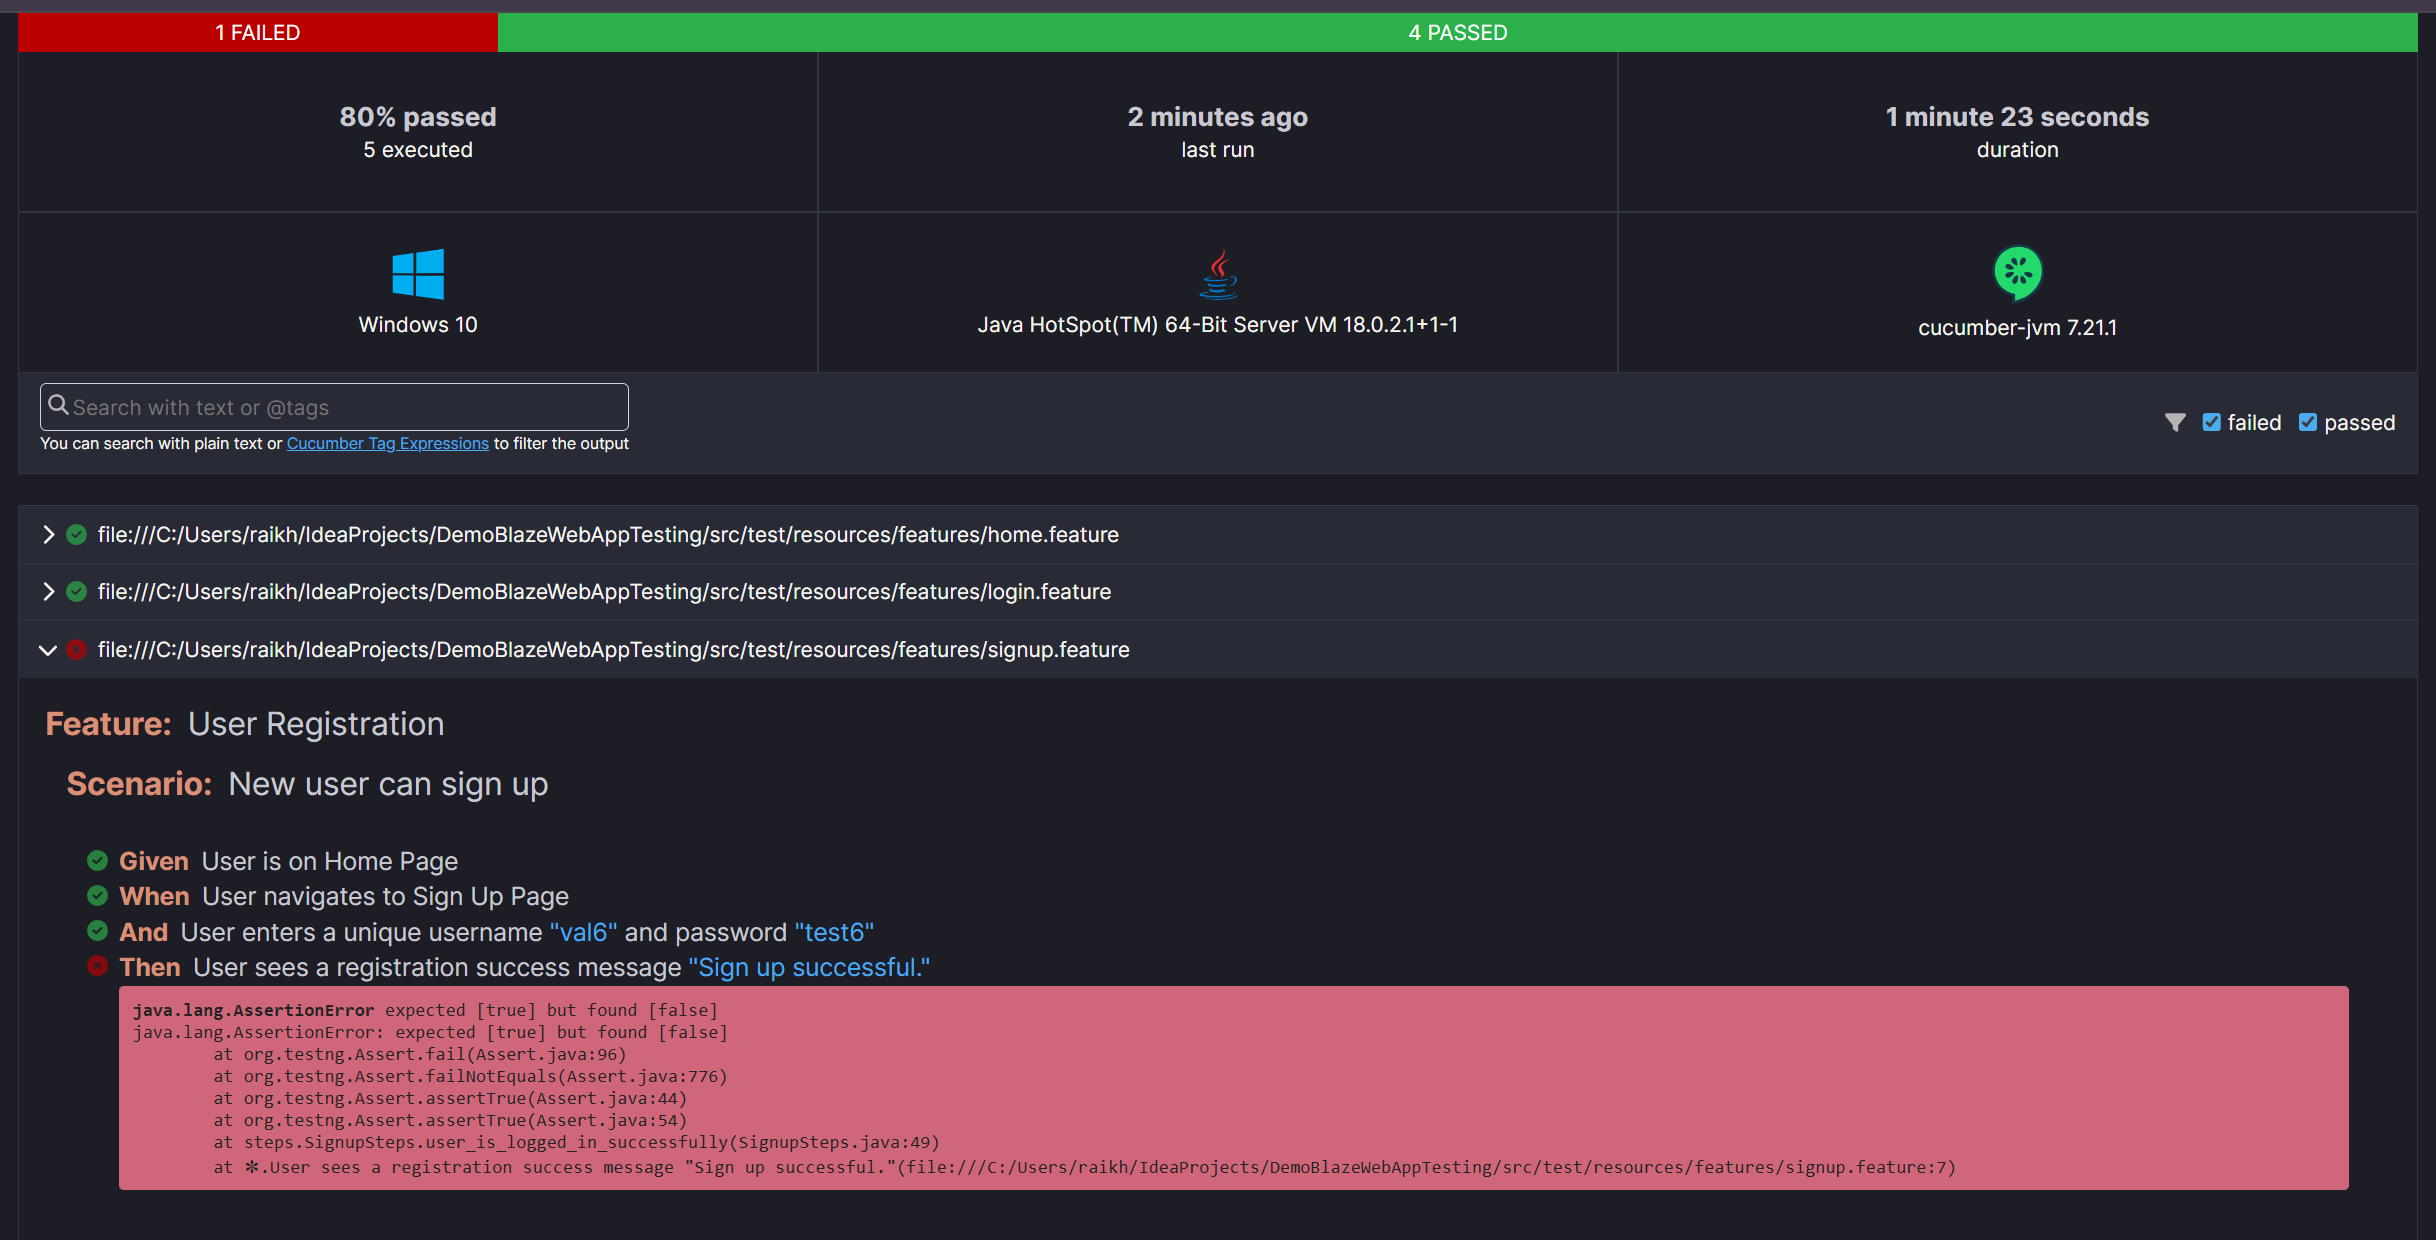 1 FAILED
4 PASSED
80% passed
5 executed
2 minutes ago
last run
1 minute 23 seconds
duration
Windows 10
Java HotSpot(TM) 64-Bit Server VM 18.0.2.1+1-1
cucumber-jvm 7.21.1
Search with text or @tags
You can search with plain text or Cucumber Tag Expressions to filter the output
failed
passed
file:///C:/Users/raikh/IdeaProjects/DemoBlazeWebAppTesting/src/test/resources/features/home.feature
file:///C:/Users/raikh/IdeaProjects/DemoBlazeWebAppTesting/src/test/resources/features/login.feature
file:///C:/Users/raikh/IdeaProjects/DemoBlazeWebAppTesting/src/test/resources/features/signup.feature
Feature: User Registration
Scenario: New user can sign up
Given User is on Home Page
When User navigates to Sign Up Page
And User enters a unique username "val6" and password "test6"
Then User sees a registration success message "Sign up successful."
java.lang.AssertionError expected [true] but found [false]
java.lang.AssertionError: expected [true] but found [false]
at org.testng.Assert.fail(Assert.java:96)
at org.testng.Assert.failNotEquals(Assert.java:776)
at org.testng.Assert.assertTrue(Assert.java:44)
at org.testng.Assert.assertTrue(Assert.java:54)
at steps.SignupSteps.user_is_logged_in_successfully(SignupSteps.java:49)
at ✽.User sees a registration success message "Sign up successful."(file:///C:/Users/raikh/IdeaProjects/DemoBlazeWebAppTesting/src/test/resources/features/signup.feature:7)